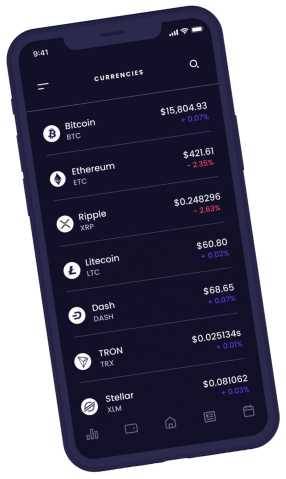 9:41
CURRENCIES
Bitcoin $15,804.93
BTC + 0.07%
Ethereum $421.61
ETC - 2.35%
Ripple $0.248296
XRP - 2.63%
Litecoin $60.80
LTC + 0.02%
Dash $68.65
DASH + 0.07%
TRON $0.025134s
TRX + 0.01%
Stellar $0.081062
XLM + 0.03%